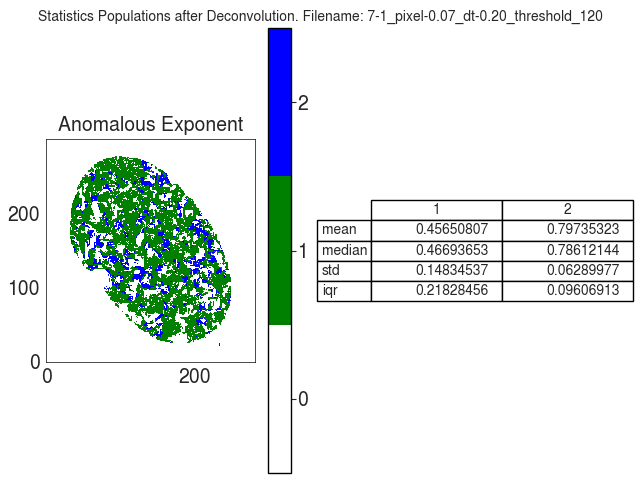 Statistics Populations after Deconvolution. Filename: 7-1_pixel-0.07_dt-0.20_threshold_120
Anomalous Exponent
200
100
0
0 200
2
1
0
1 2
mean 0.45650807 0.79735323
median 0.46693653 0.78612144
std 0.14834537 0.06289977
iqr 0.21828456 0.09606913